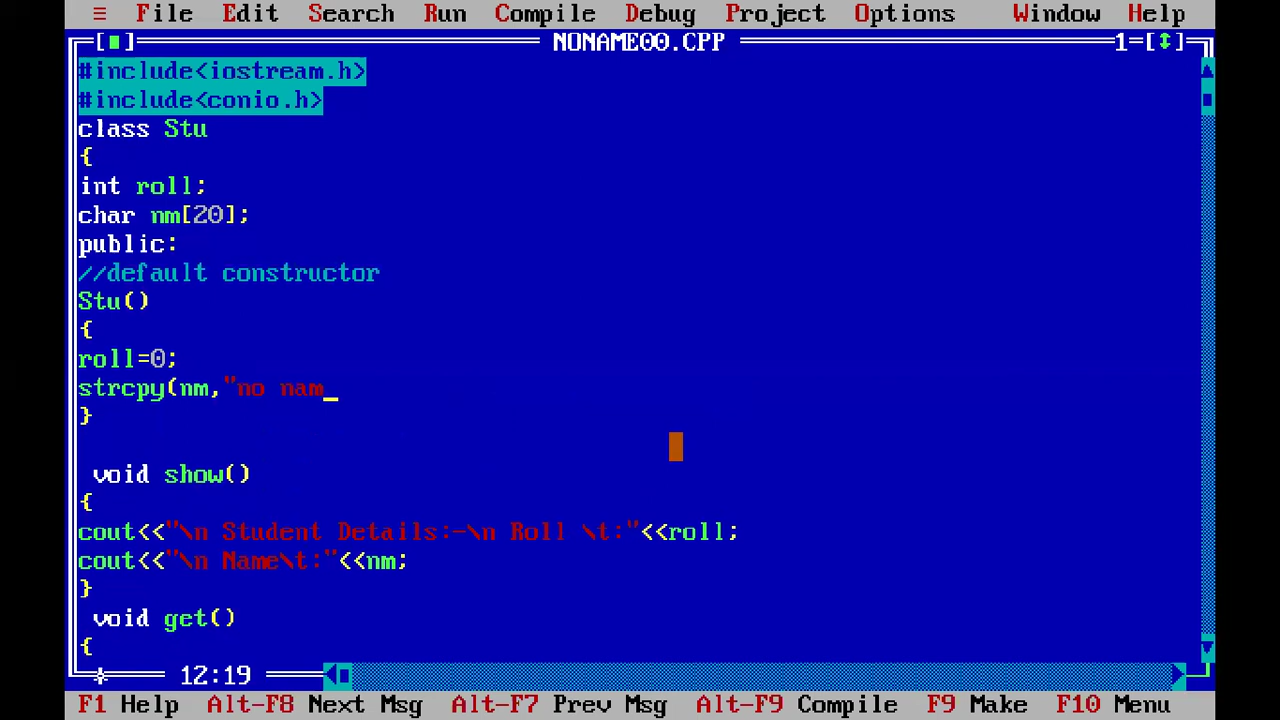 ≡ File Edit Search Run Compile Debug Project Options Window Help
[■] NONAME00.CPP 1=[↕]
#include<iostream.h>
#include<conio.h>
class Stu
{
int roll;
char nm[20];
public:
//default constructor
Stu()
{
roll=0;
strcpy(nm,"no nam_
}
void show()
{
cout<<"\n Student Details:-\n Roll \t:"<<roll;
cout<<"\n Name\t:"<<nm;
}
void get()
{
12:19
F1 Help Alt-F8 Next Msg Alt-F7 Prev Msg Alt-F9 Compile F9 Make F10 Menu